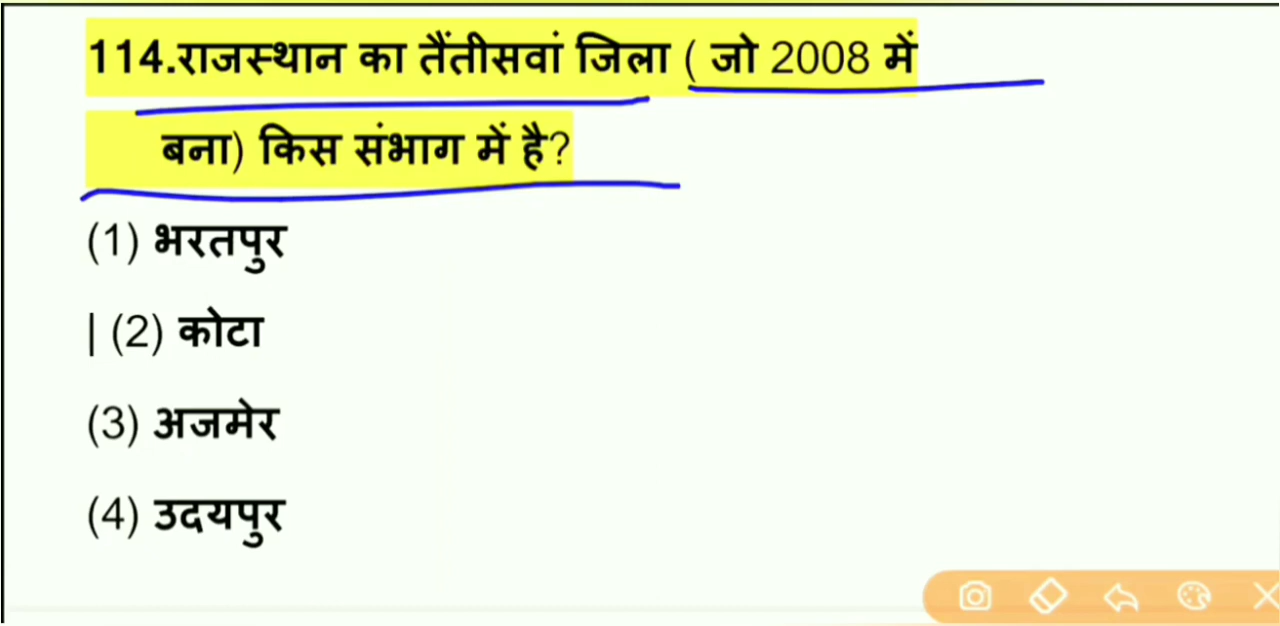 114.राजस्थान का तैंतीसवां जिला ( जो 2008 में
बना) किस संभाग में है?
(1) भरतपुर
| (2) कोटा
(3) अजमेर
(4) उदयपुर